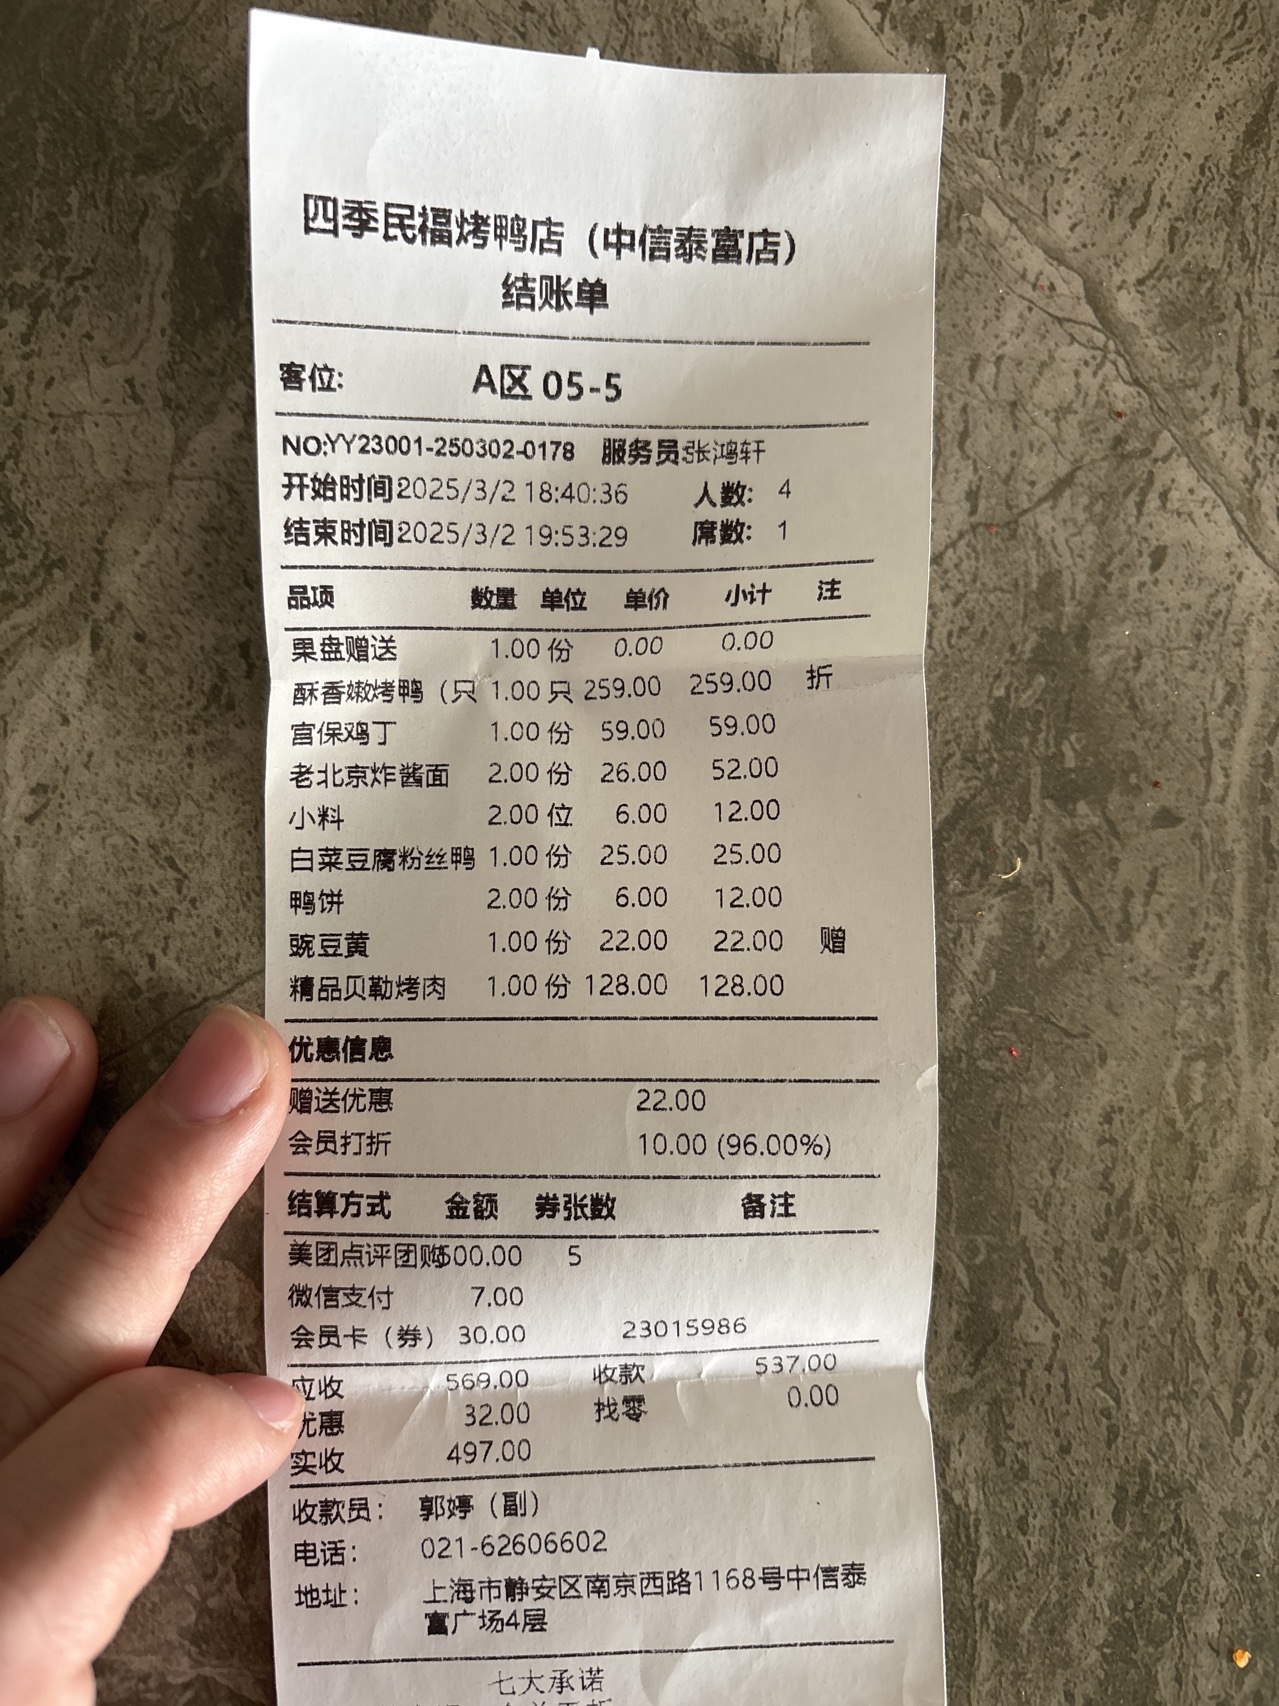 四季民福烤鸭店（中信泰富店）
结账单
客位: A区 05-5
NO:YY23001-250302-0178 服务员:张鸿轩
开始时间2025/3/2 18:40:36 人数: 4
结束时间2025/3/2 19:53:29 席数: 1
品项 数量 单位 单价 小计 注
果盘赠送 1.00 份 0.00 0.00
酥香嫩烤鸭（只 1.00 只 259.00 259.00 折
宫保鸡丁 1.00 份 59.00 59.00
老北京炸酱面 2.00 份 26.00 52.00
小料 2.00 位 6.00 12.00
白菜豆腐粉丝鸭 1.00 份 25.00 25.00
鸭饼 2.00 份 6.00 12.00
豌豆黄 1.00 份 22.00 22.00 赠
精品贝勒烤肉 1.00 份 128.00 128.00
优惠信息
赠送优惠 22.00
会员打折 10.00 (96.00%)
结算方式 金额 券张数 备注
美团点评团购500.00 5
微信支付 7.00
会员卡（券） 30.00 23015986
应收 569.00 收款 537.00
优惠 32.00 找零 0.00
实收 497.00
收款员: 郭婷（副）
电话: 021-62606602
地址: 上海市静安区南京西路1168号中信泰
富广场4层
七大承诺